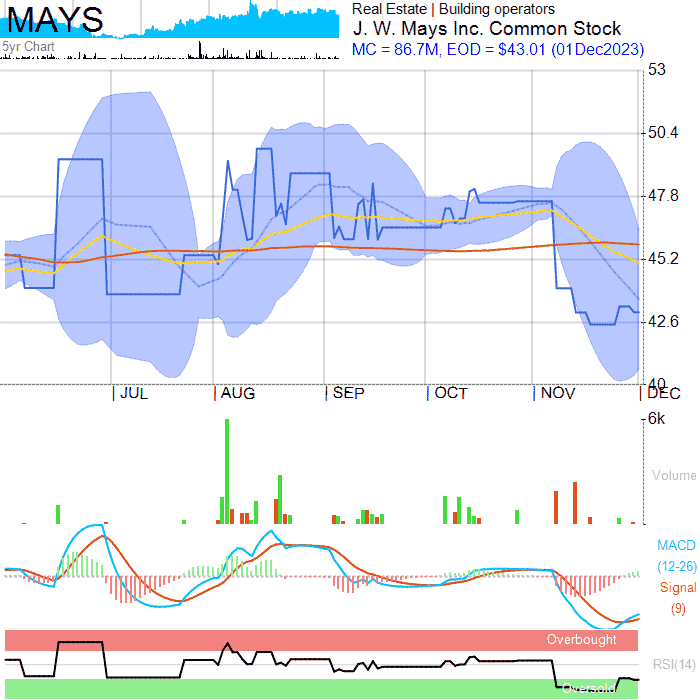 MAYS
5yr Chart
Real Estate | Building operators
J. W. Mays Inc. Common Stock
MC = 86.7M, EOD = $43.01 (01Dec2023)
53
50.4
47.8
45.2
42.6
40
JUL AUG SEP OCT NOV DEC
6k
Volume
MACD
(12-26)
Signal
(9)
Overbought
RSI(14)
Oversold